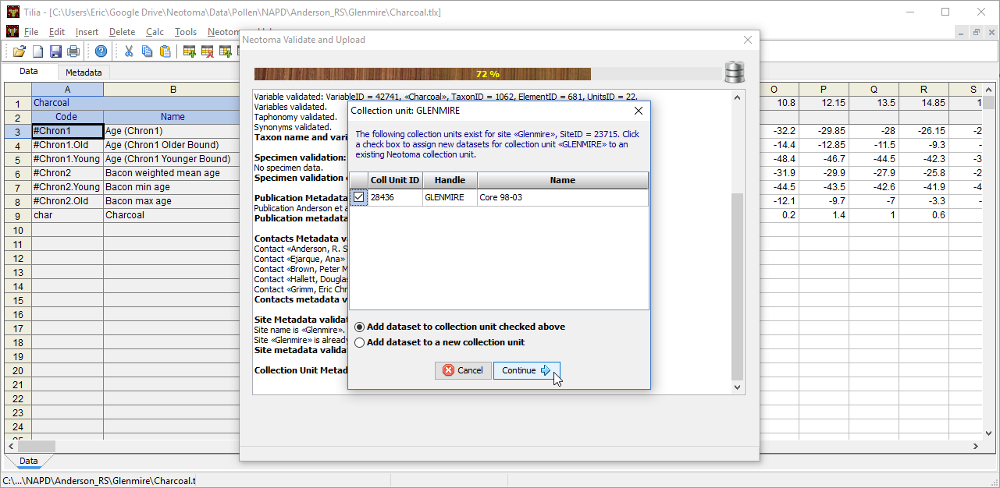 Tilia - [C:\Users\Eric\Google Drive\Neotoma\Data\Pollen\NAPD\Anderson_RS\Glenmire\Charcoal.tlx]
File Edit Insert Delete Calc Tools
Neotoma Validate and Upload
Data Metadata
72 %
A B O P Q R S
1 Charcoal 10.8 12.15 13.5 14.85
2 Code Name
3 #Chron1 Age (Chron1) -32.2 -29.85 -28 -26.15
4 #Chron1.Old Age (Chron1 Older Bound) -14.4 -12.85 -11.5 -9.3
5 #Chron1.Young Age (Chron1 Younger Bound) -48.4 -46.7 -44.5 -42.3
6 #Chron2 Bacon weighted mean age -31.9 -29.9 -27.9 -25.8
7 #Chron2.Young Bacon min age -44.5 -43.5 -42.6 -41.9
8 #Chron2.Old Bacon max age -12.1 -9.7 -7 -3.3
9 char Charcoal 0.2 1.4 1 0.6
10
11
12
13
14
15
16
17
18
19
20
21
22
23
24
Variable validated: VariableID = 42741, «Charcoal», TaxonID = 1062, ElementID = 681, UnitsID = 22.
Variables validated.
Taphonomy validated.
Synonyms validated.
Taxon name and
Specimen validation:
No specimen data.
Specimen validation
Publication Metadata
Publication Anderson et
Publication metadata
Contacts Metadata
Contact «Anderson, R. S
Contact «Ejarque, Ana»
Contact «Brown, Peter M
Contact «Hallett,
Contact «Grimm, Eric
Contacts metadata
Site Metadata
Site name is «Glenmire».
Site «Glenmire» is already
Site metadata
Collection Unit
Collection unit: GLENMIRE
The following collection units exist for site «Glenmire», SiteID = 23715. Click
a check box to assign new datasets for collection unit «GLENMIRE» to an
existing Neotoma collection unit.
Coll Unit ID Handle Name
28436 GLENMIRE Core 98-03
Add dataset to collection unit checked above
Add dataset to a new collection unit
Cancel Continue
Data
C:\...\NAPD\Anderson_RS\Glenmire\Charcoal.t